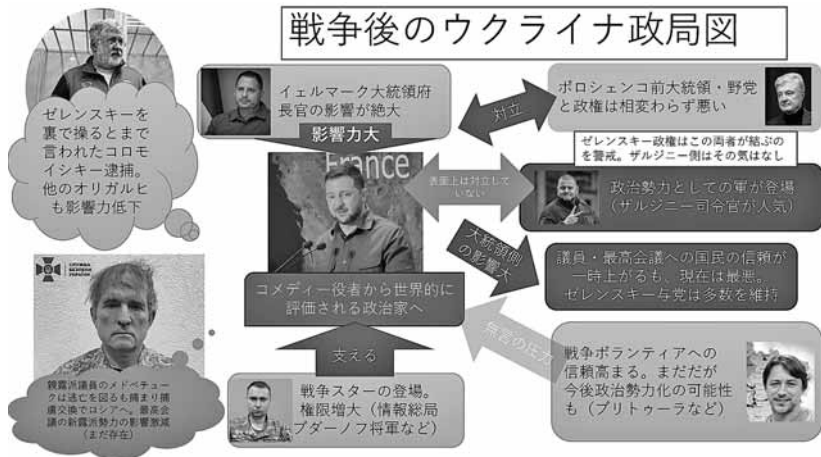 戦争後のウクライナ政局図
ゼレンスキーを
裏で操るとまで
言われたコロモ
イシキー逮捕。
他のオリガルヒ
も影響力低下
イェルマーク大統領府
長官の影響が絶大
影響力大
対立
ポロシェンコ前大統領・野党
と政権は相変わらず悪い
ゼレンスキー政権はこの両者が結ぶの
を警戒。ザルジニー側はその気はなし
France
表面上は対立して
いない
政治勢力としての軍が登場
（ザルジニー司令官が人気）
大統領側
の影響大
議員・最高会議への国民の信頼が
一時上がるも、現在は最悪。
ゼレンスキー与党は多数を維持
コメディー役者から世界的に
評価される政治家へ
無言の圧力
支える
戦争スターの登場。
権限増大（情報総局
ブダーノフ将軍など）
戦争ボランティアへの
信頼高まる。まだだが
今後政治勢力化の可能性
も（プリトゥーラなど）
СЛУЖБА
БЕЗПЕКИ
УКРАЇНИ
親露派議員のメドベチューク
は逃亡を図るも捕まり捕
虜交換でロシアへ。最高会
議の新露派勢力の影響激減
（まだ存在）